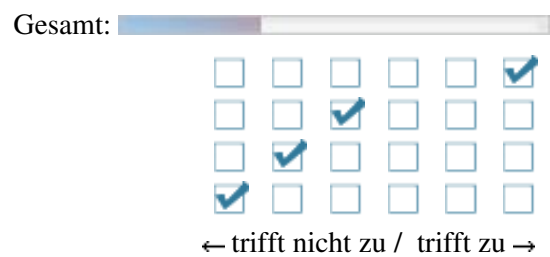 Gesamt:
← trifft nicht zu / trifft zu →